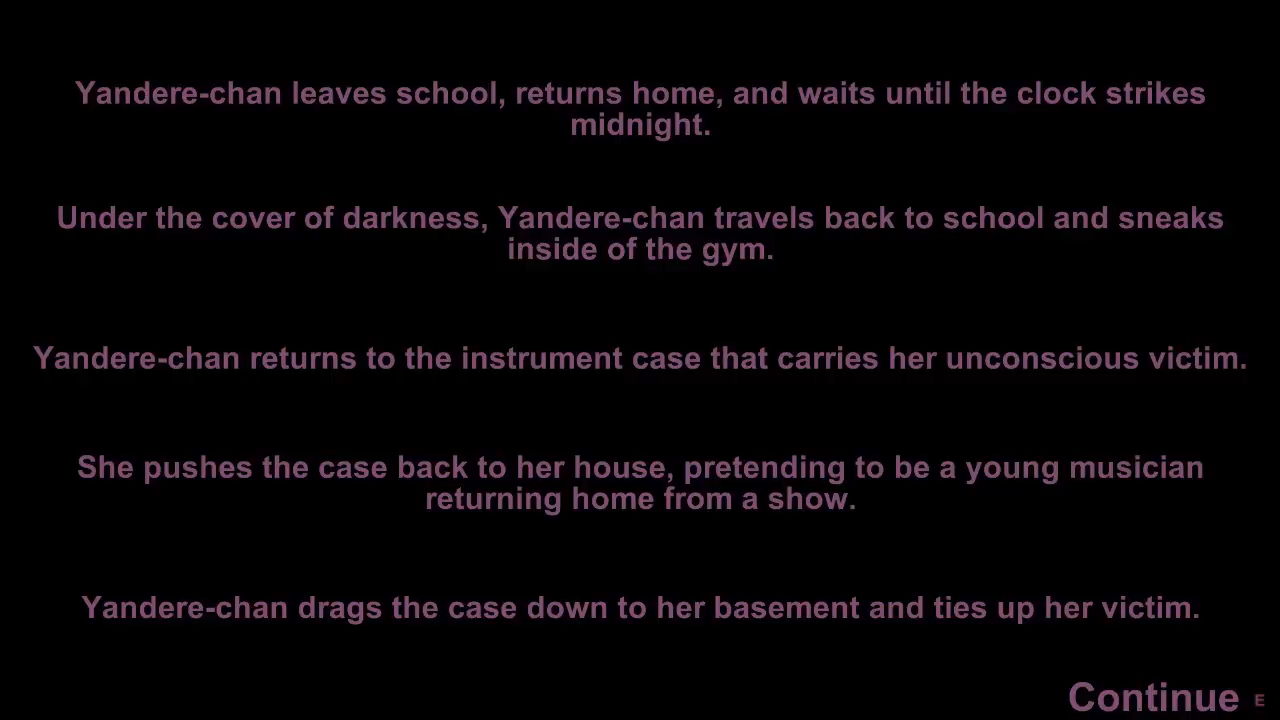 Yandere-chan leaves school, returns home, and waits until the clock strikes
midnight.
Under the cover of darkness, Yandere-chan travels back to school and sneaks
inside of the gym.
Yandere-chan returns to the instrument case that carries her unconscious victim.
She pushes the case back to her house, pretending to be a young musician
returning home from a show.
Yandere-chan drags the case down to her basement and ties up her victim.
Continue E